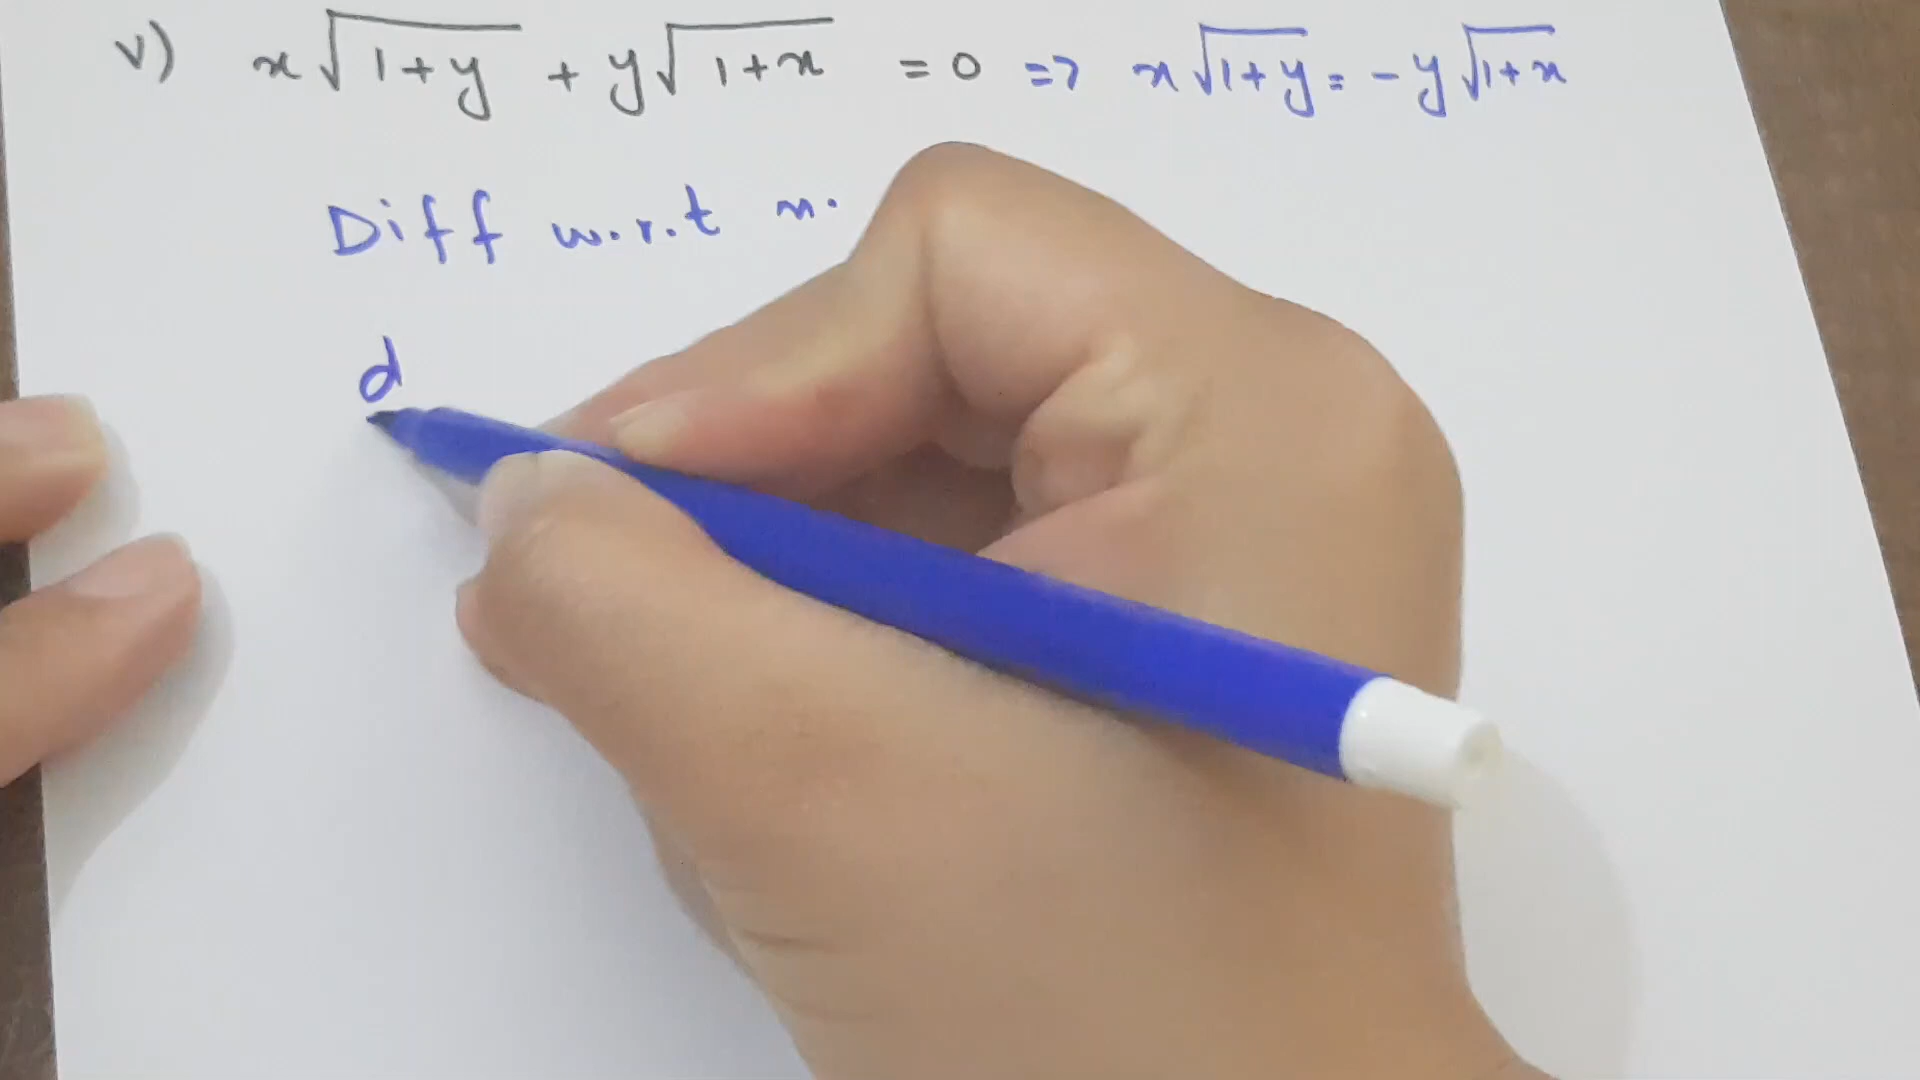 v) x√(1+y) + y√(1+x) = 0 => x√(1+y) = -y√(1+x)
Diff w.r.t x.
d